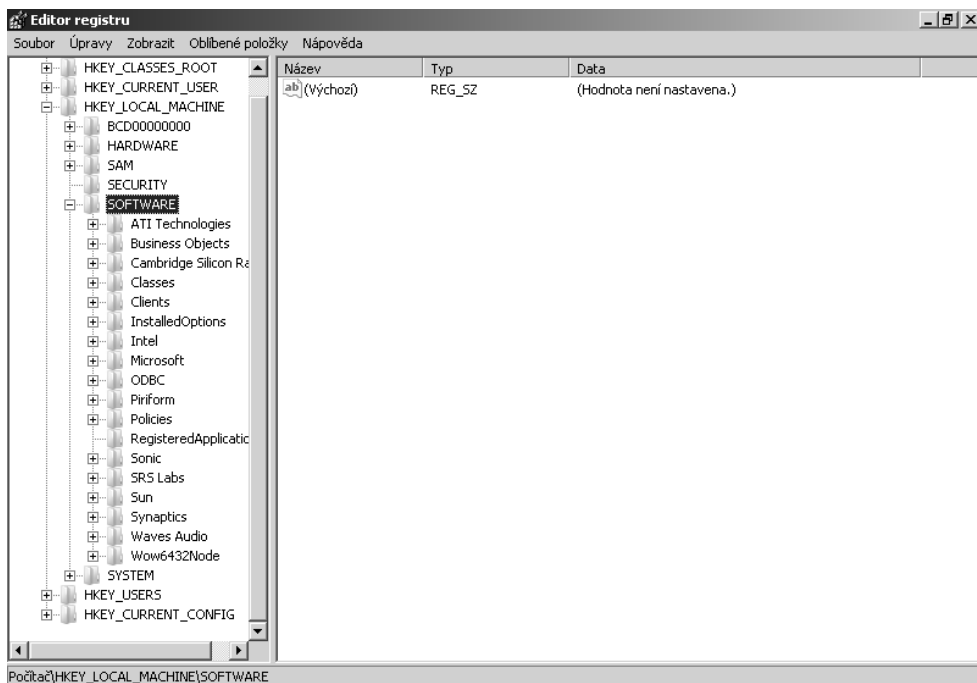 Editor registru
Soubor Úpravy Zobrazit Oblíbené položky Nápověda
HKEY_CLASSES_ROOT
HKEY_CURRENT_USER
HKEY_LOCAL_MACHINE
BCD00000000
HARDWARE
SAM
SECURITY
SOFTWARE
ATI Technologies
Business Objects
Cambridge Silicon Ra
Classes
Clients
InstalledOptions
Intel
Microsoft
ODBC
Piriform
Policies
RegisteredApplicatic
Sonic
SRS Labs
Sun
Synaptics
Waves Audio
Wow6432Node
SYSTEM
HKEY_USERS
HKEY_CURRENT_CONFIG
Název Typ Data
ab (Výchozí) REG_SZ (Hodnota není nastavena.)
Počítač\HKEY_LOCAL_MACHINE\SOFTWARE